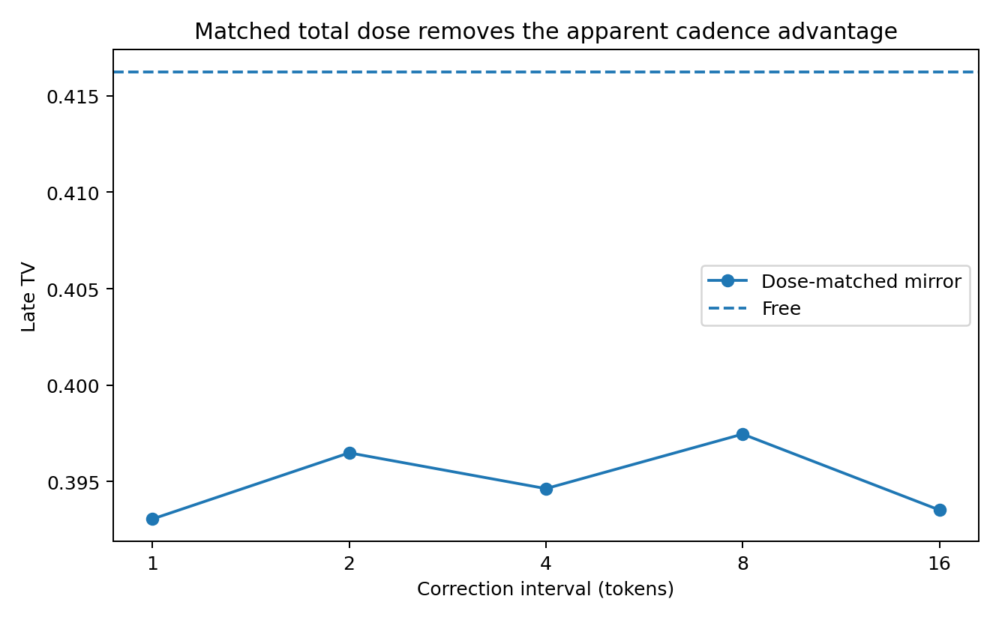 Matched total dose removes the apparent cadence advantage
0.415
0.410
0.405
0.400
0.395
Late TV
Dose-matched mirror
Free
1 2 4 8 16
Correction interval (tokens)